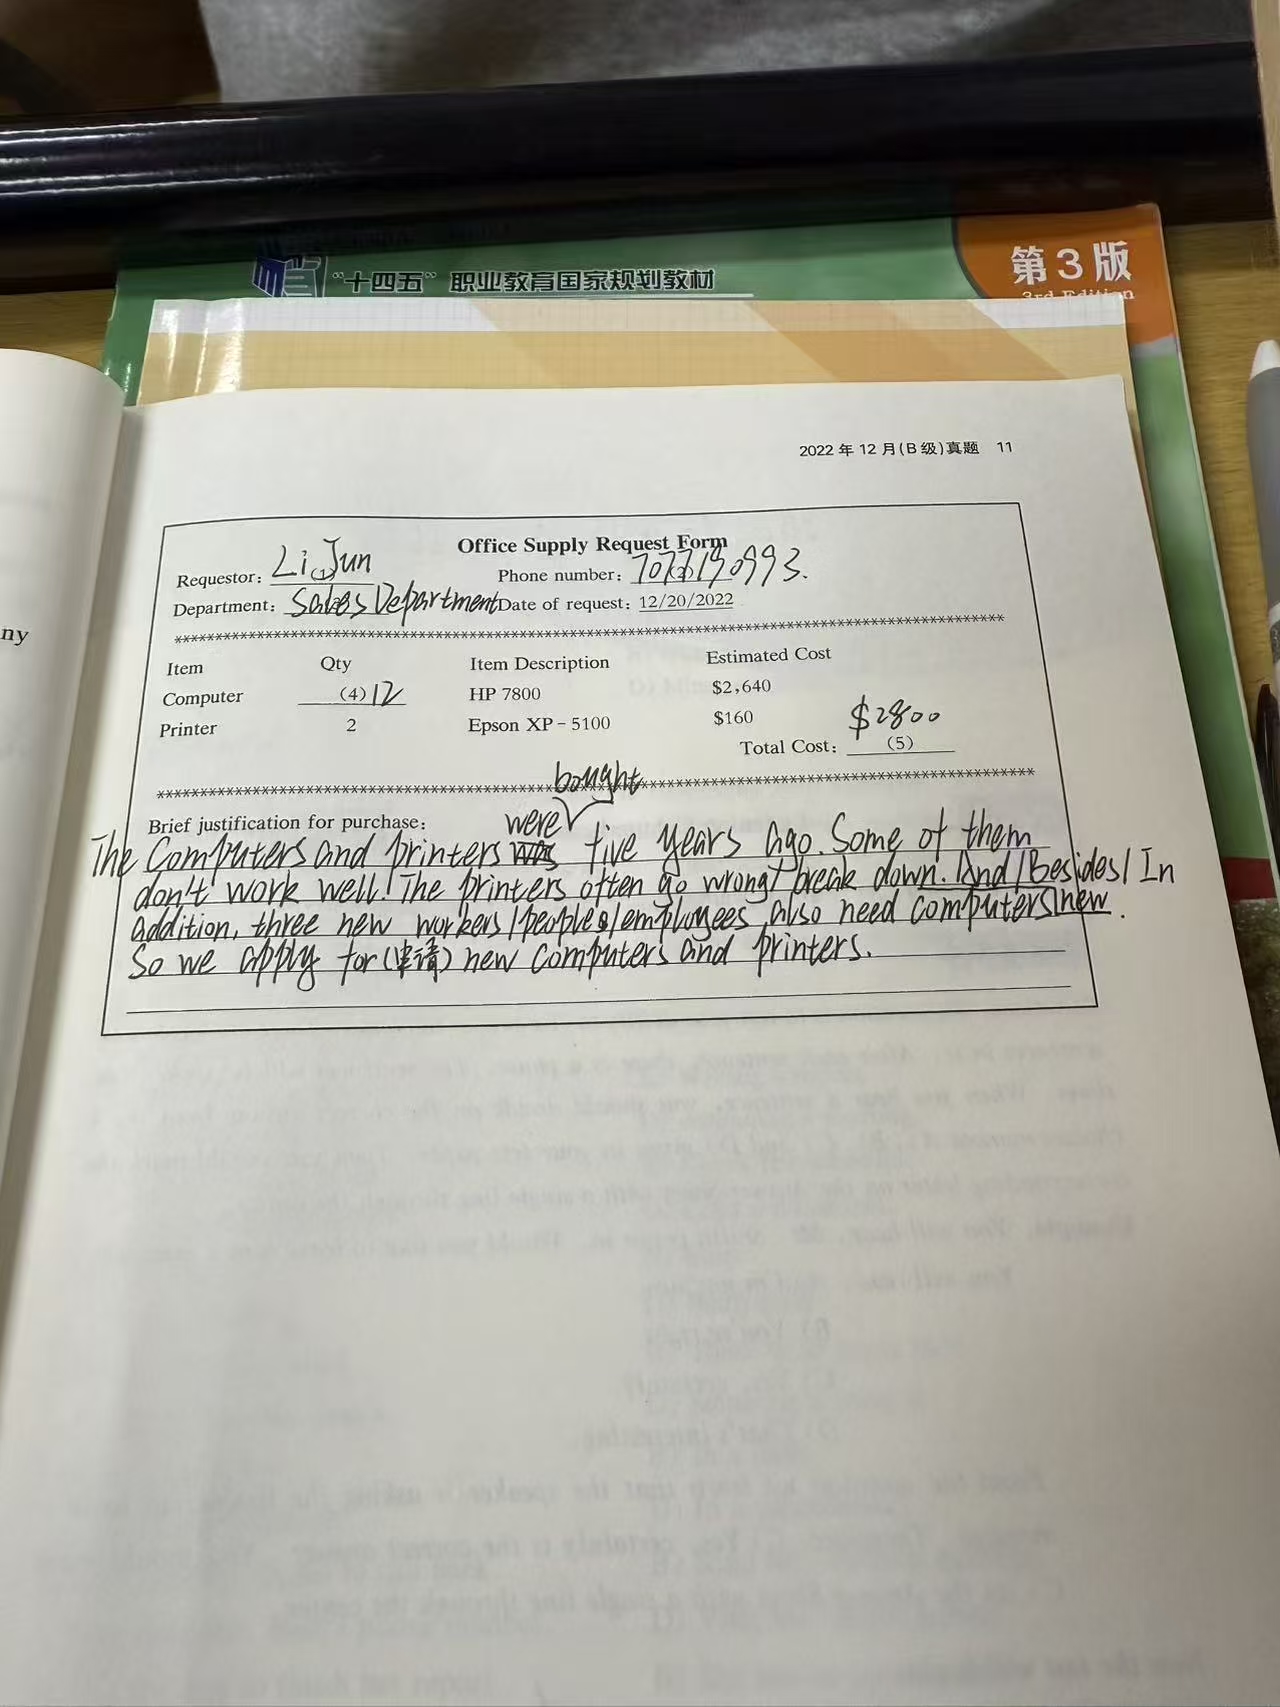 "十四五" 职业教育国家规划教材
第3版
3rd Edition
2022 年 12 月(B 级)真题 11
ny
Office Supply Request Form
Requestor: Li Jun (1) Phone number: (2)
Department: Sales Department Date of request: 12/20/2022
************************************************
Item Qty Item Description Estimated Cost
Computer (4) 12 HP 7800 $2,640
Printer 2 Epson XP-5100 $160
$2800
Total Cost: (5)
************************************************
bought
Brief justification for purchase: were
The Computers and printers was five years ago. Some of them
don't work well! The printers often go wrong/break down. And/Besides/In
addition, three new workers/people/employees also need computers new.
So we apply for(申请) new computers and printers.